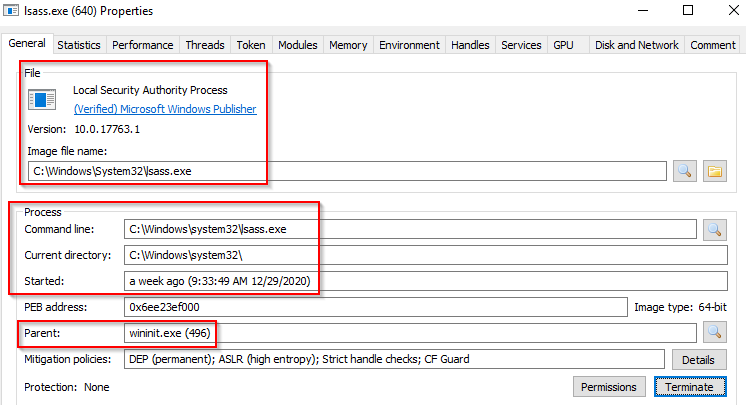 lsass.exe (640) Properties
General Statistics Performance Threads Token Modules Memory Environment Handles Services GPU Disk and Network Comment
File
Local Security Authority Process
(Verified) Microsoft Windows Publisher
Version: 10.0.17763.1
Image file name:
C:\Windows\System32\lsass.exe
Process
Command line: C:\Windows\system32\lsass.exe
Current directory: C:\Windows\system32\
Started: a week ago (9:33:49 AM 12/29/2020)
PEB address: 0x6ee23ef000 Image type: 64-bit
Parent: wininit.exe (496)
Mitigation policies: DEP (permanent); ASLR (high entropy); Strict handle checks; CF Guard Details
Protection: None Permissions Terminate